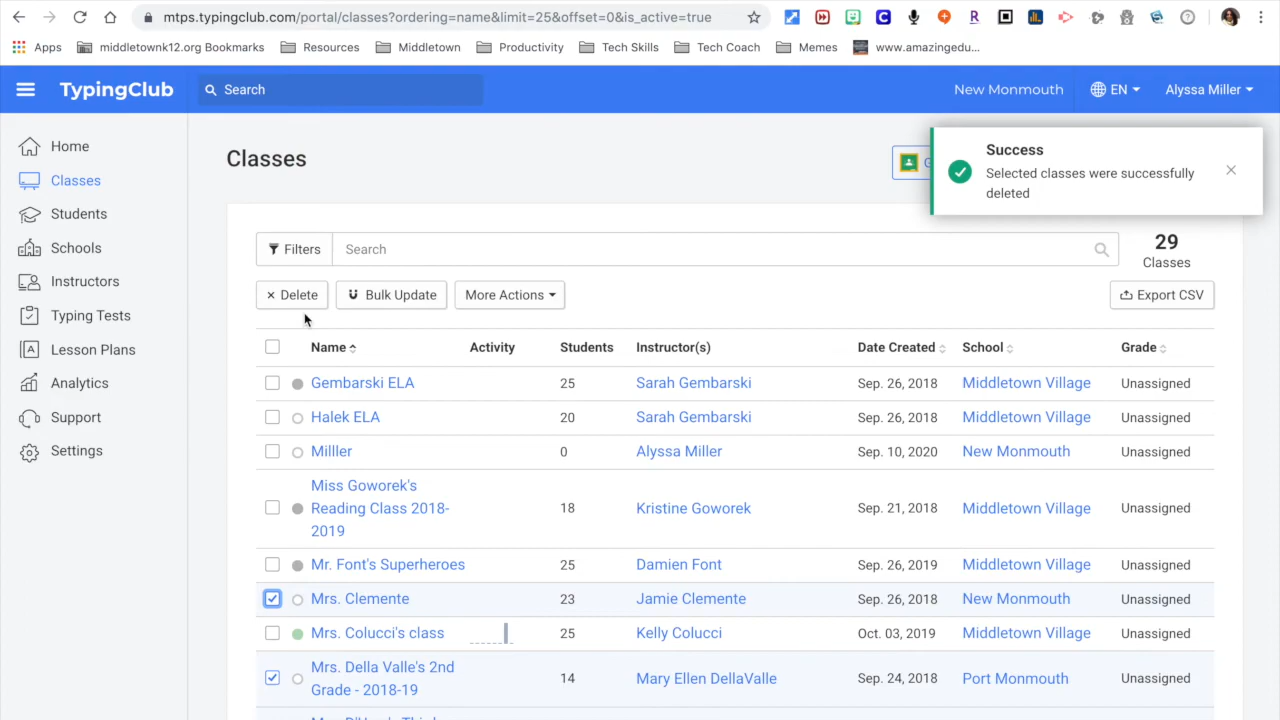 mtps.typingclub.com/portal/classes?ordering=name&limit=25&offset=0&is_active=true
Apps
middletownk12.org Bookmarks
Resources
Middletown
Productivity
Tech Skills
Tech Coach
Memes
www.amazingedu...
TypingClub
Search
New Monmouth
EN
Alyssa Miller
Home
Classes
Students
Schools
Instructors
Typing Tests
Lesson Plans
Analytics
Support
Settings
Classes
G
Success
Selected classes were successfully
deleted
Filters
Search
29
Classes
× Delete
Bulk Update
More Actions
Export CSV
Name Activity Students Instructor(s) Date Created School Grade
Gembarski ELA 25 Sarah Gembarski Sep. 26, 2018 Middletown Village Unassigned
Halek ELA 20 Sarah Gembarski Sep. 26, 2018 Middletown Village Unassigned
Milller 0 Alyssa Miller Sep. 10, 2020 New Monmouth Unassigned
Miss Goworek's
Reading Class 2018- 18 Kristine Goworek Sep. 21, 2018 Middletown Village Unassigned
2019
Mr. Font's Superheroes 25 Damien Font Sep. 26, 2019 Middletown Village Unassigned
Mrs. Clemente 23 Jamie Clemente Sep. 26, 2018 New Monmouth Unassigned
Mrs. Colucci's class 25 Kelly Colucci Oct. 03, 2019 Middletown Village Unassigned
Mrs. Della Valle's 2nd
Grade - 2018-19 14 Mary Ellen DellaValle Sep. 24, 2018 Port Monmouth Unassigned